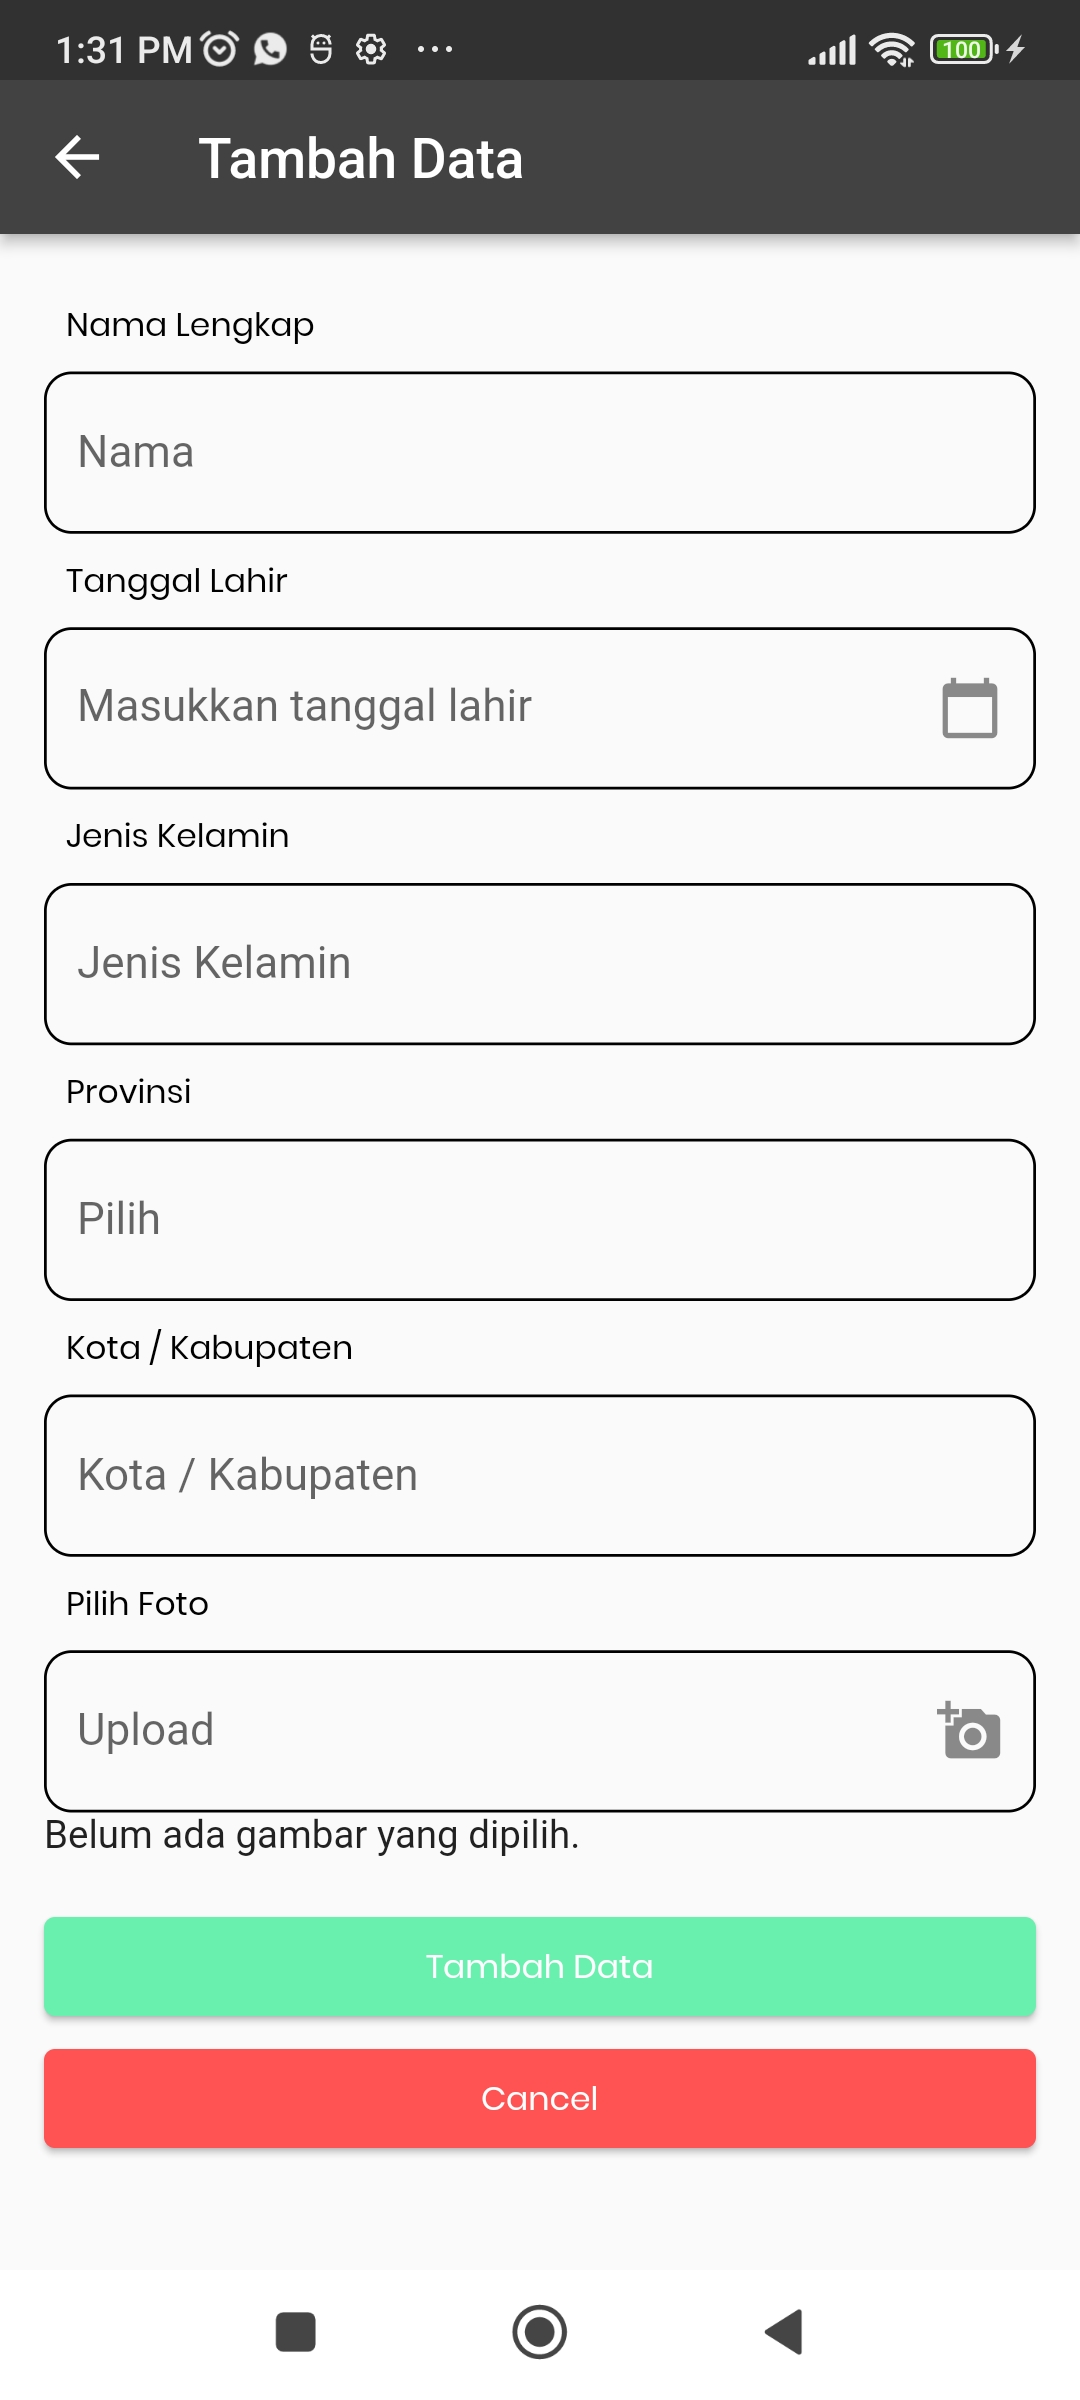 1:31 PM
100
Tambah Data
Nama Lengkap
Nama
Tanggal Lahir
Masukkan tanggal lahir
Jenis Kelamin
Jenis Kelamin
Provinsi
Pilih
Kota / Kabupaten
Kota / Kabupaten
Pilih Foto
Upload
Belum ada gambar yang dipilih.
Tambah Data
Cancel